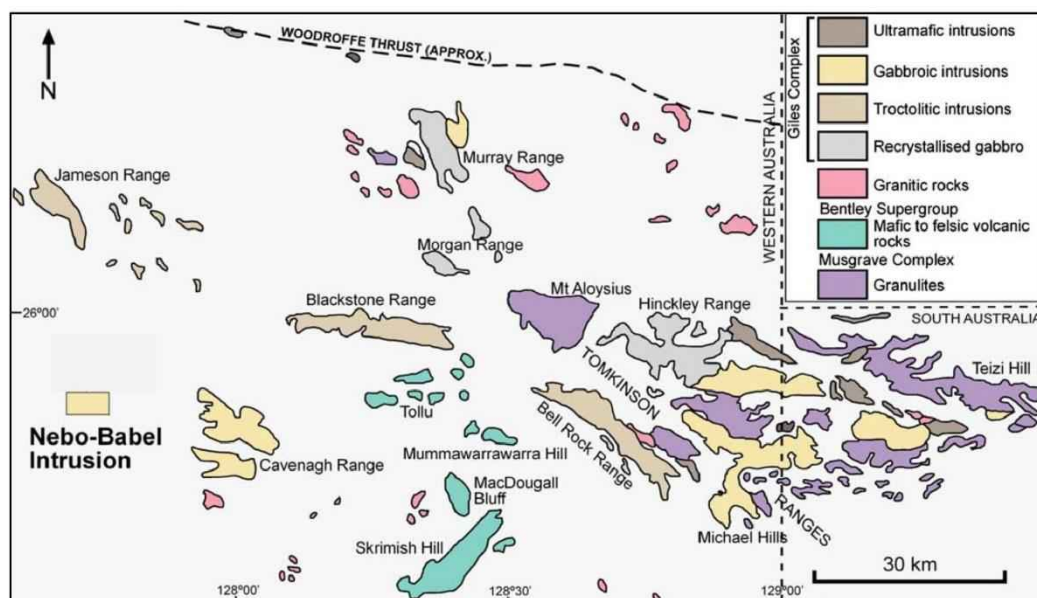 WOODROFFE THRUST (APPROX.)
N
Ultramafic intrusions
Gabbroic intrusions
Troctolitic intrusions
Recrystallised gabbro
Giles Complex
Granitic rocks
Bentley Supergroup
Mafic to felsic volcanic
rocks
Musgrave Complex
Granulites
WESTERN AUSTRALIA
SOUTH AUSTRALIA
Jameson Range
Murray Range
Morgan Range
26°00'
Blackstone Range
Mt Aloysius
Hinckley Range
TOMKINSON
RANGES
Teizi Hill
Tollu
Bell Rock Range
Nebo-Babel
Intrusion
Cavenagh Range
Mummawarrawarra Hill
MacDougall
Bluff
Skrimish Hill
Michael Hills
30 km
128°00'
128°30'
129°00'